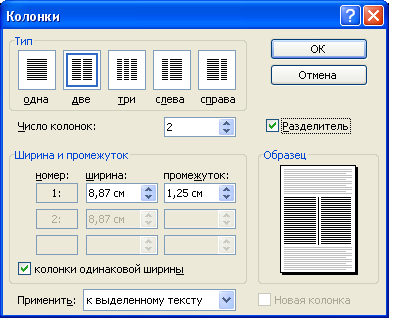 Колонки
Тип
одна две три слева справа
ОК
Отмена
Число колонок: 2
Разделитель
Ширина и промежуток
номер: ширина: промежуток:
1: 8,87 см 1,25 см
2: 8,87 см
колонки одинаковой ширины
Образец
Применить: к выделенному тексту
Новая колонка